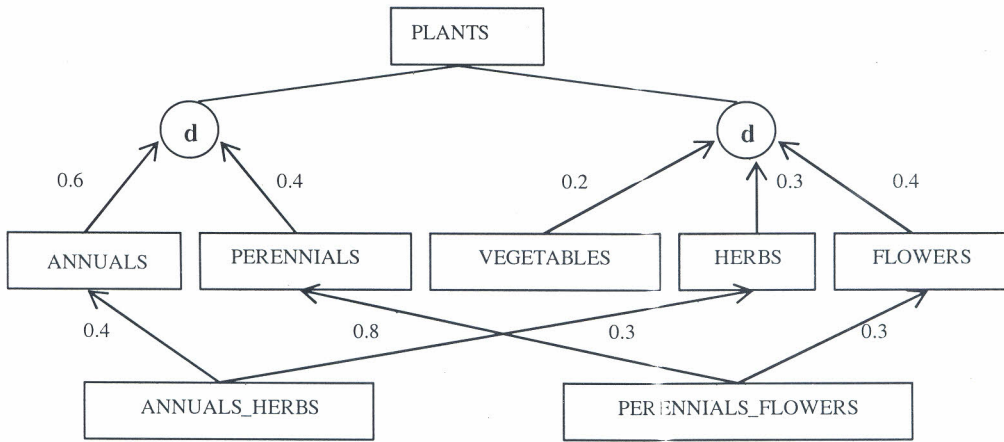 PLANTS
d d
0.6 0.4 0.2 0.3 0.4
ANNUALS PERENNIALS VEGETABLES HERBS FLOWERS
0.4 0.8 0.3 0.3
ANNUALS_HERBS PERENNIALS_FLOWERS